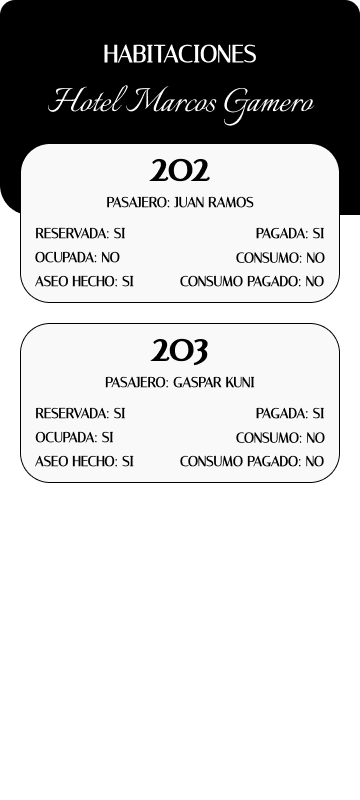 HABITACIONES
Hotel Marcos Gamero
202
PASAJERO: JUAN RAMOS
RESERVADA: SI PAGADA: SI
OCUPADA: NO CONSUMO: NO
ASEO HECHO: SI CONSUMO PAGADO: NO
203
PASAJERO: GASPAR KUNI
RESERVADA: SI PAGADA: SI
OCUPADA: SI CONSUMO: NO
ASEO HECHO: SI CONSUMO PAGADO: NO